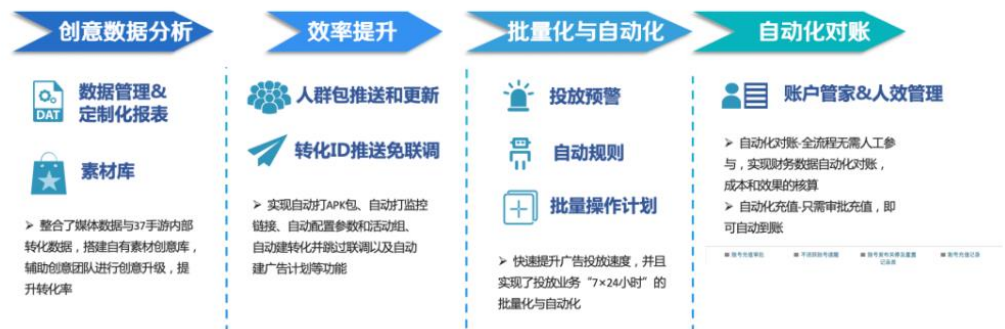 创意数据分析
效率提升
批量化与自动化
自动化对账
DAT
数据管理&
定制化报表
素材库
➢ 整合了媒体数据与37手游内部
转化数据，搭建自有素材创意库，
辅助创意团队进行创意升级，提
升转化率
人群包推送和更新
转化ID推送免联调
➢ 实现自动打APK包、自动打监控
链接、自动配置参数和活动组、
自动建转化并跳过联调以及自动
建广告计划等功能
投放预警
自动规则
批量操作计划
➢ 快速提升广告投放速度，并且
实现了投放业务“7×24小时”的
批量化与自动化
账户管家&人效管理
➢ 自动化对账-全流程无需人工参
与，实现财务数据自动化对账，
成本和效果的核算
➢ 自动化充值-只需审批充值，即
可自动到账
账号充值审批
账号充值记录